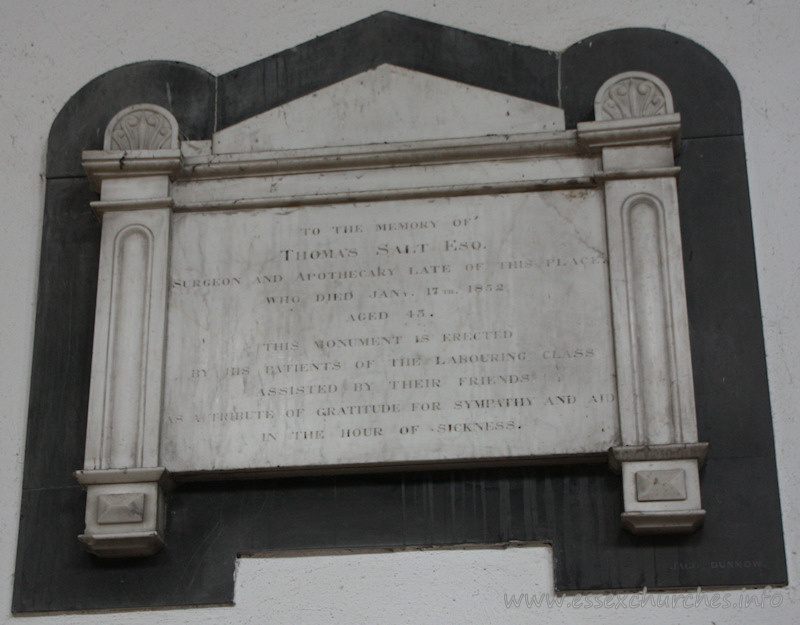 TO THE MEMORY OF
THOMAS SALT ESQ.
SURGEON AND APOTHECARY LATE OF THIS PLACE,
WHO DIED JANY. 17TH. 1852
AGED 45.
THIS MONUMENT IS ERECTED
BY HIS PATIENTS OF THE LABOURING CLASS
ASSISTED BY THEIR FRIENDS
AS A TRIBUTE OF GRATITUDE FOR SYMPATHY AND AID
IN THE HOUR OF SICKNESS.
DUNMOW.
www.essexchurches.info